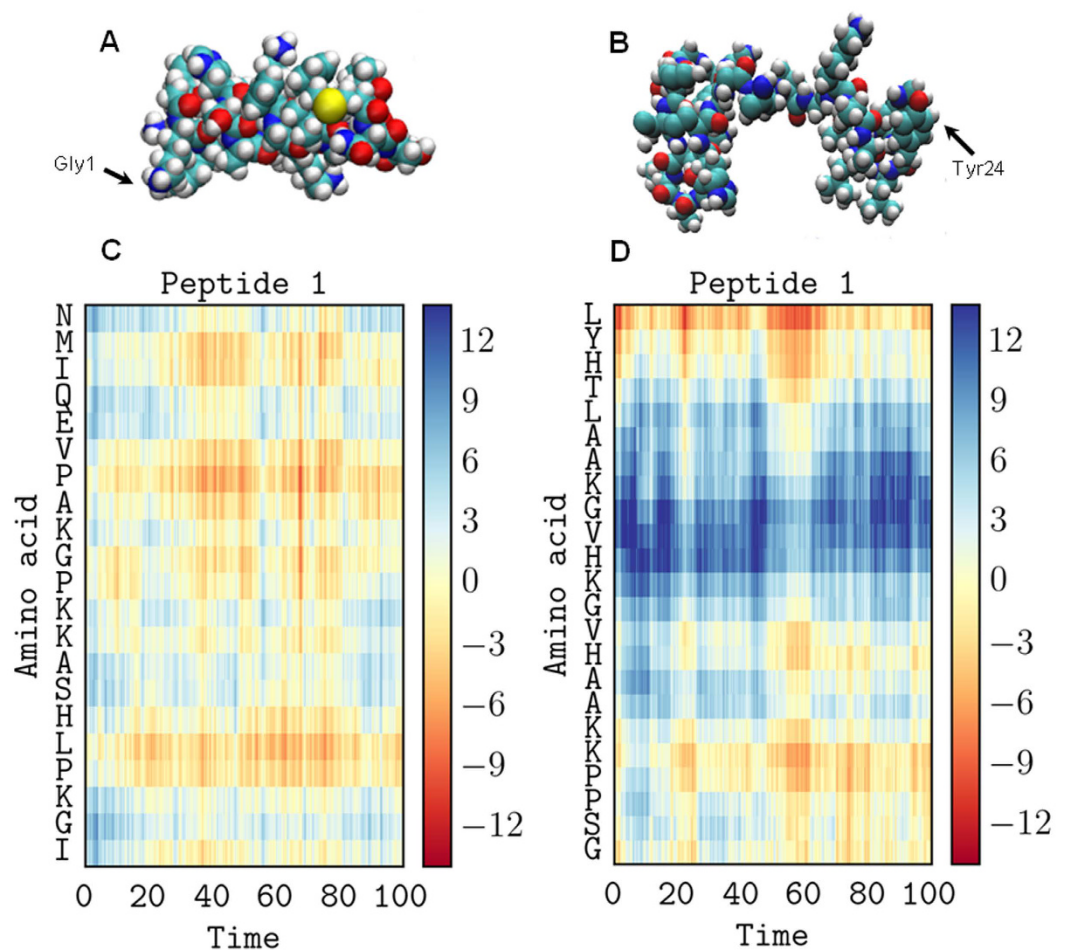 A
B
Gly1
Tyr24
C
D
Peptide 1
Peptide 1
N
M
I
Q
E
V
P
A
K
G
P
K
K
A
S
H
L
P
K
G
I
Amino acid
12
9
6
3
0
−3
−6
−9
−12
0 20 40 60 80 100
Time
L
Y
H
T
L
A
A
K
G
V
H
K
G
V
H
A
A
K
K
P
P
S
G
Amino acid
12
9
6
3
0
−3
−6
−9
−12
0 20 40 60 80 100
Time